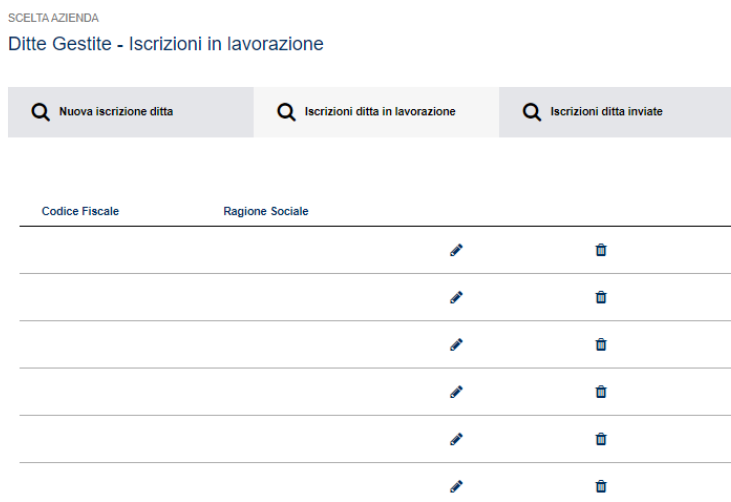 SCELTA AZIENDA
Ditte Gestite - Iscrizioni in lavorazione
Nuova iscrizione ditta
Iscrizioni ditta in lavorazione
Iscrizioni ditta inviate
Codice Fiscale
Ragione Sociale